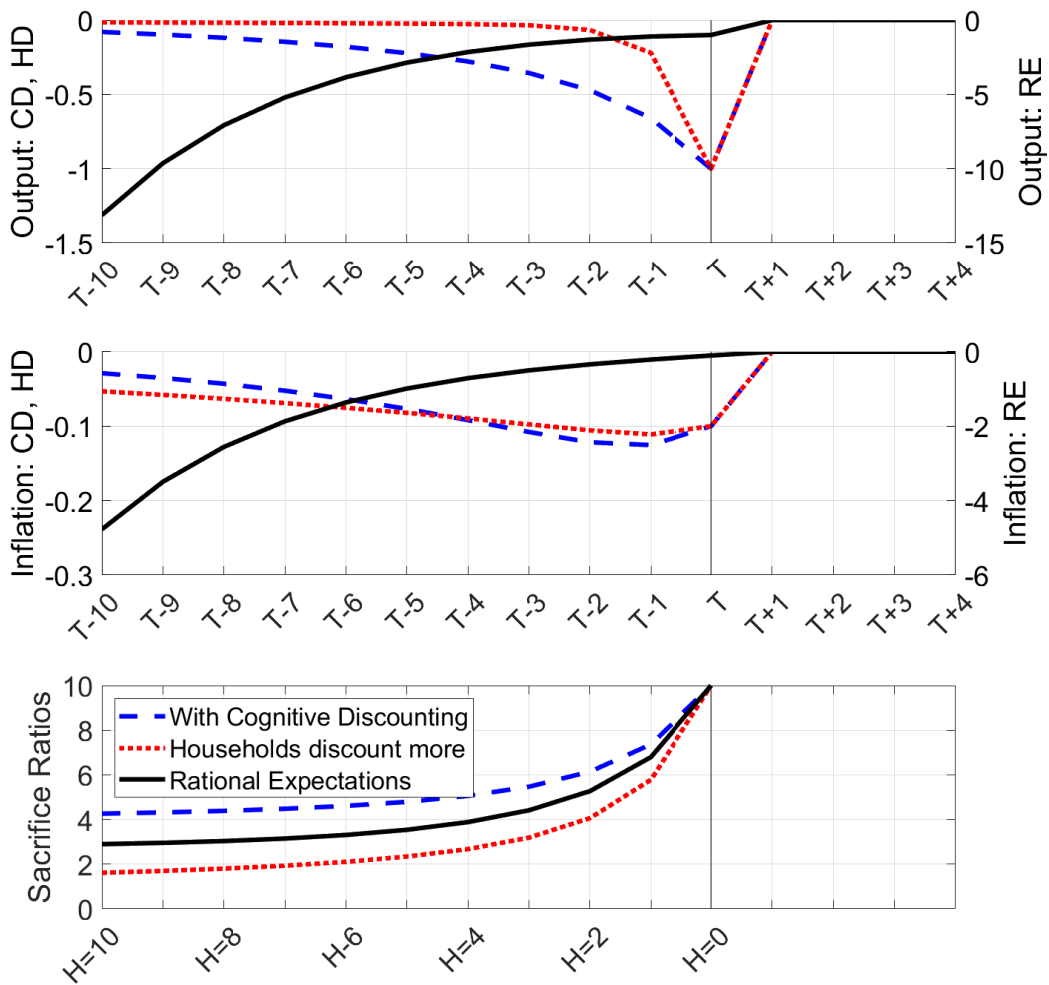 0
-0.5
-1
-1.5
Output: CD, HD
0
-5
-10
-15
Output: RE
T-10 T-9 T-8 T-7 T-6 T-5 T-4 T-3 T-2 T-1 T T+1 T+2 T+3 T+4
0
-0.1
-0.2
-0.3
Inflation: CD, HD
0
-2
-4
-6
Inflation: RE
T-10 T-9 T-8 T-7 T-6 T-5 T-4 T-3 T-2 T-1 T T+1 T+2 T+3 T+4
10
8
6
4
2
0
Sacrifice Ratios
With Cognitive Discounting
Households discount more
Rational Expectations
H=10 H=8 H-6 H=4 H=2 H=0